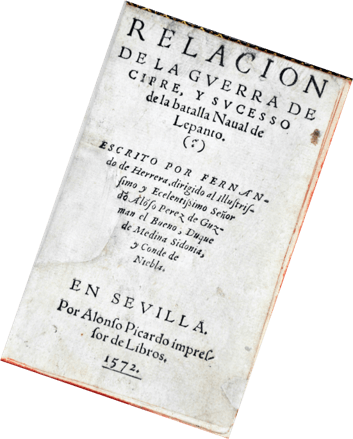 RELACION
DE LA GVERRA DE
CIPRE, Y SVCESSO
de la batalla Naual de
Lepanto.
(⸫)
ESCRITO POR FERNAN-
do de Herrera, dirigido al Illustris-
simo y Ecelentissimo Señor
dõ Alõso Perez de Guz-
man el Bueno, Duque
de Medina Sidonia,
y Conde de
Niebla.
EN SEVILLA.
Por Alonso Picardo impres-
sor de Libros.
1572.